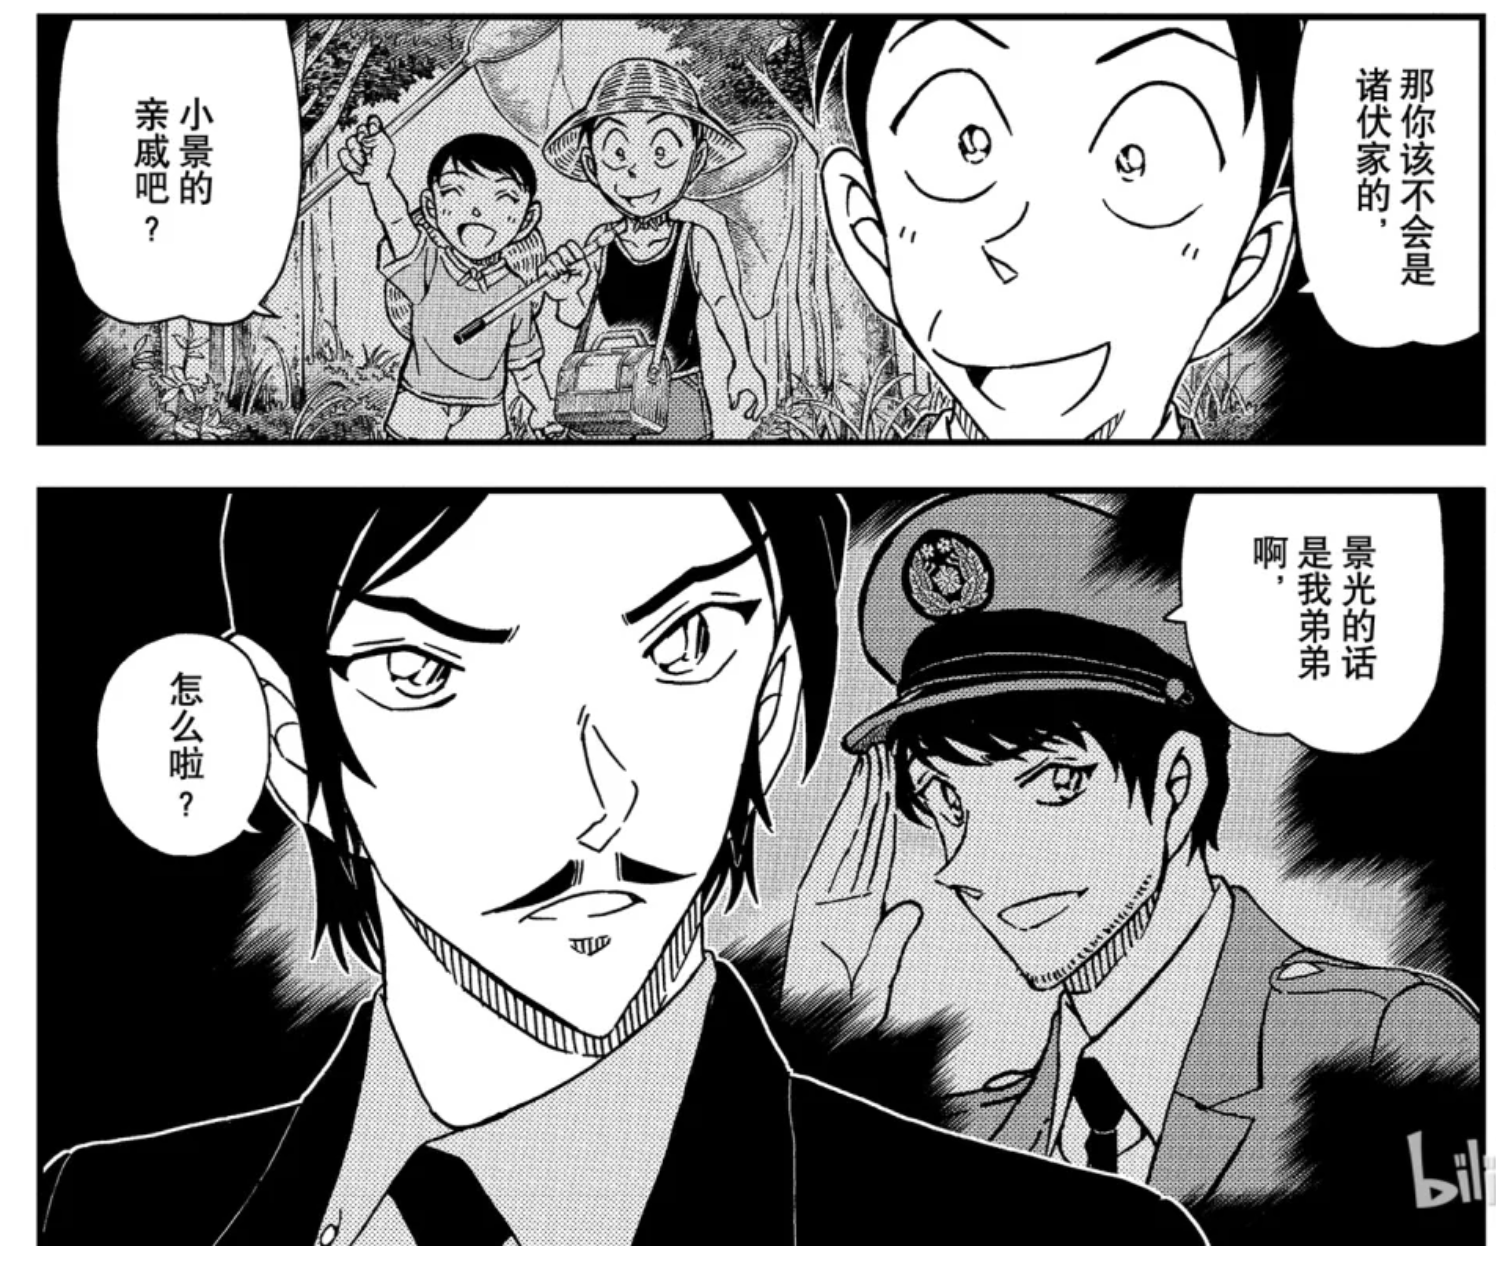 那你该不会是
诸伏家的,
小景的
亲戚吧?
景光的话
是我弟弟
啊,
怎么啦?
bili